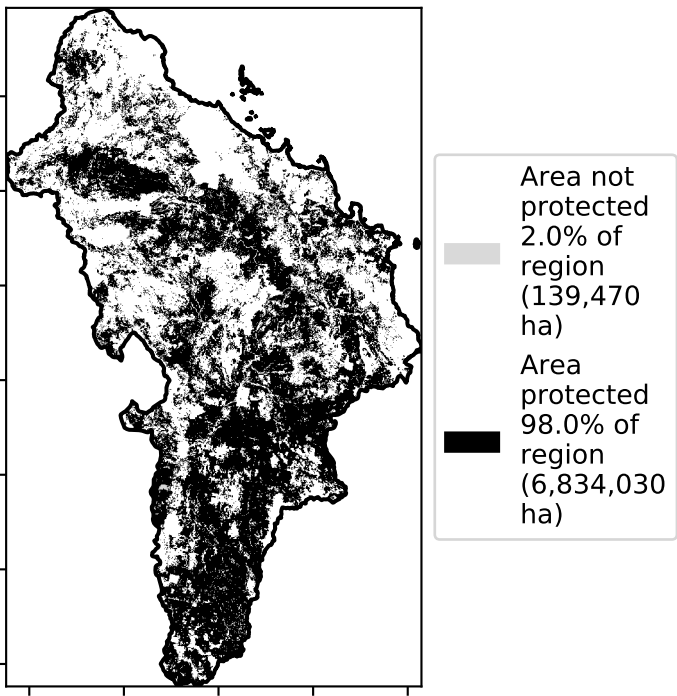 Area not
protected
2.0% of
region
(139,470
ha)
Area
protected
98.0% of
region
(6,834,030
ha)